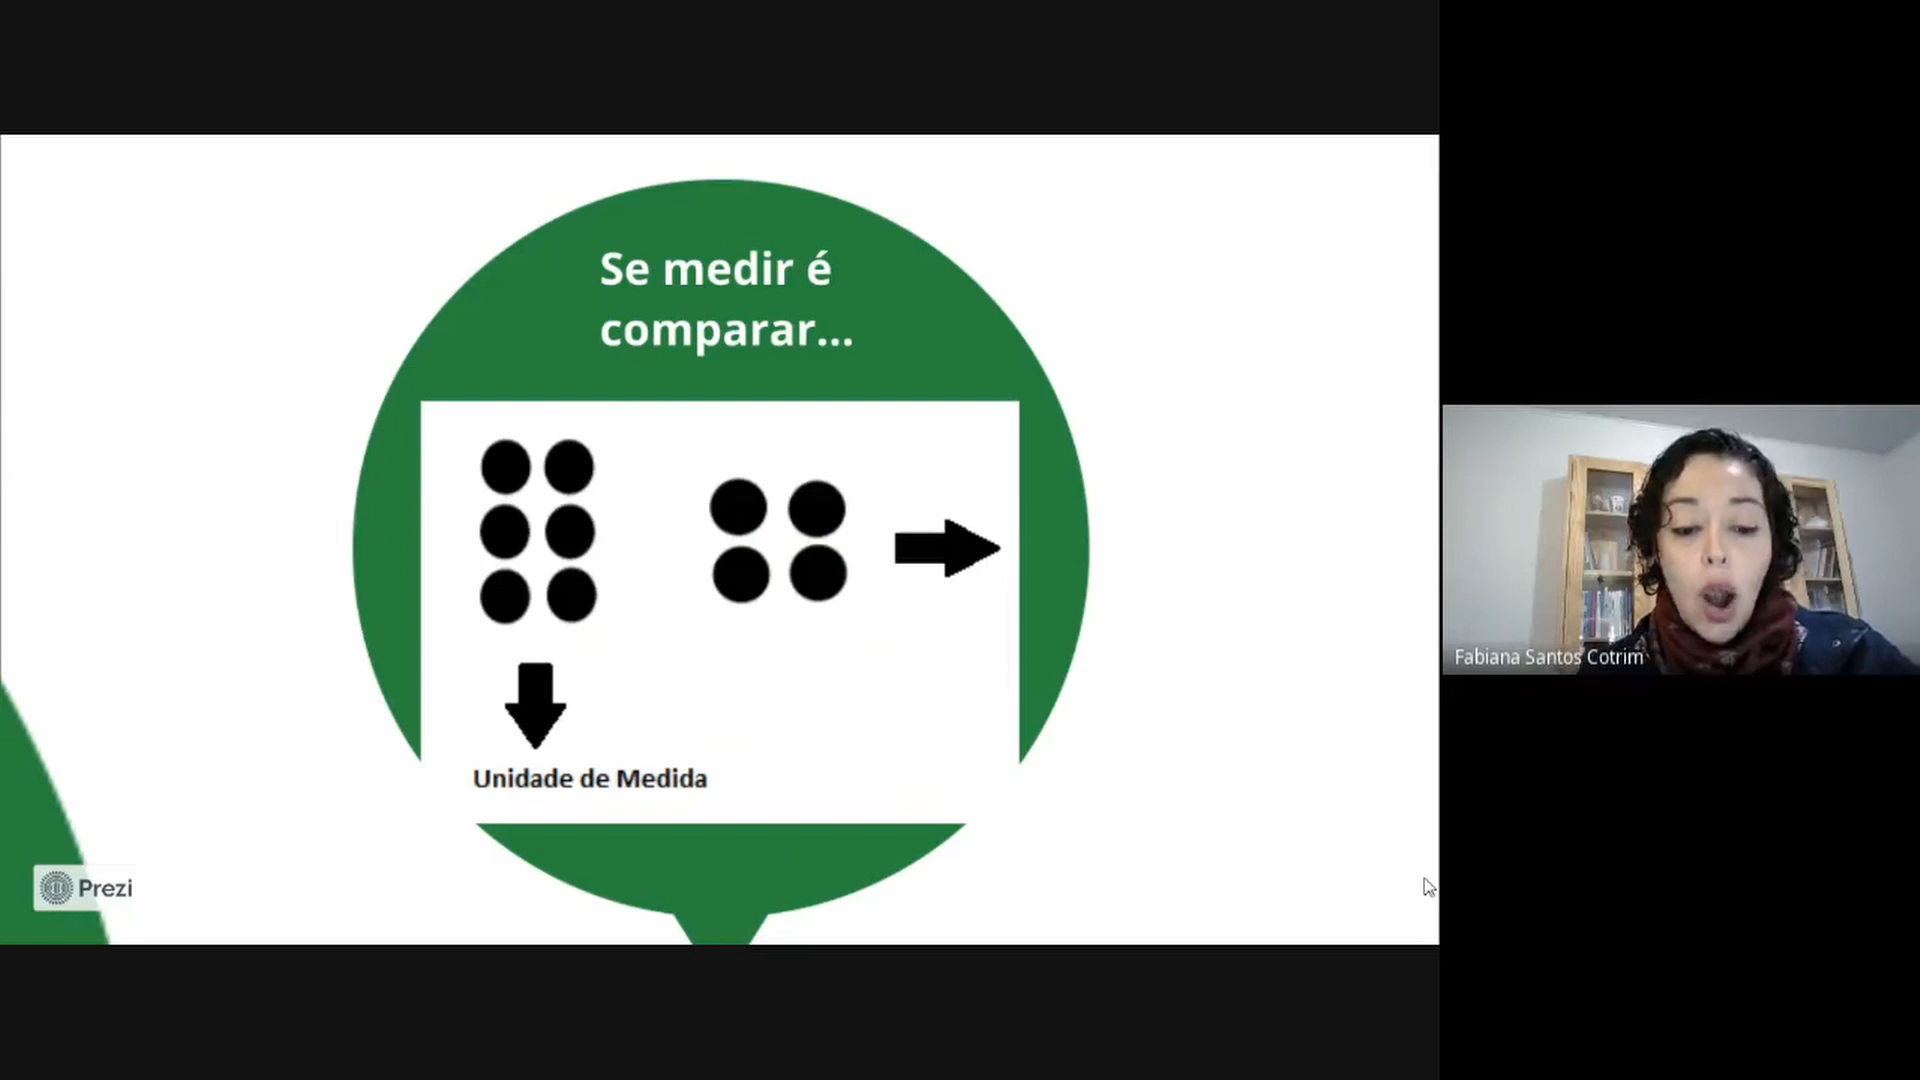 Se medir é
comparar...
Unidade de Medida
Prezi
Fabiana Santos Cotrim